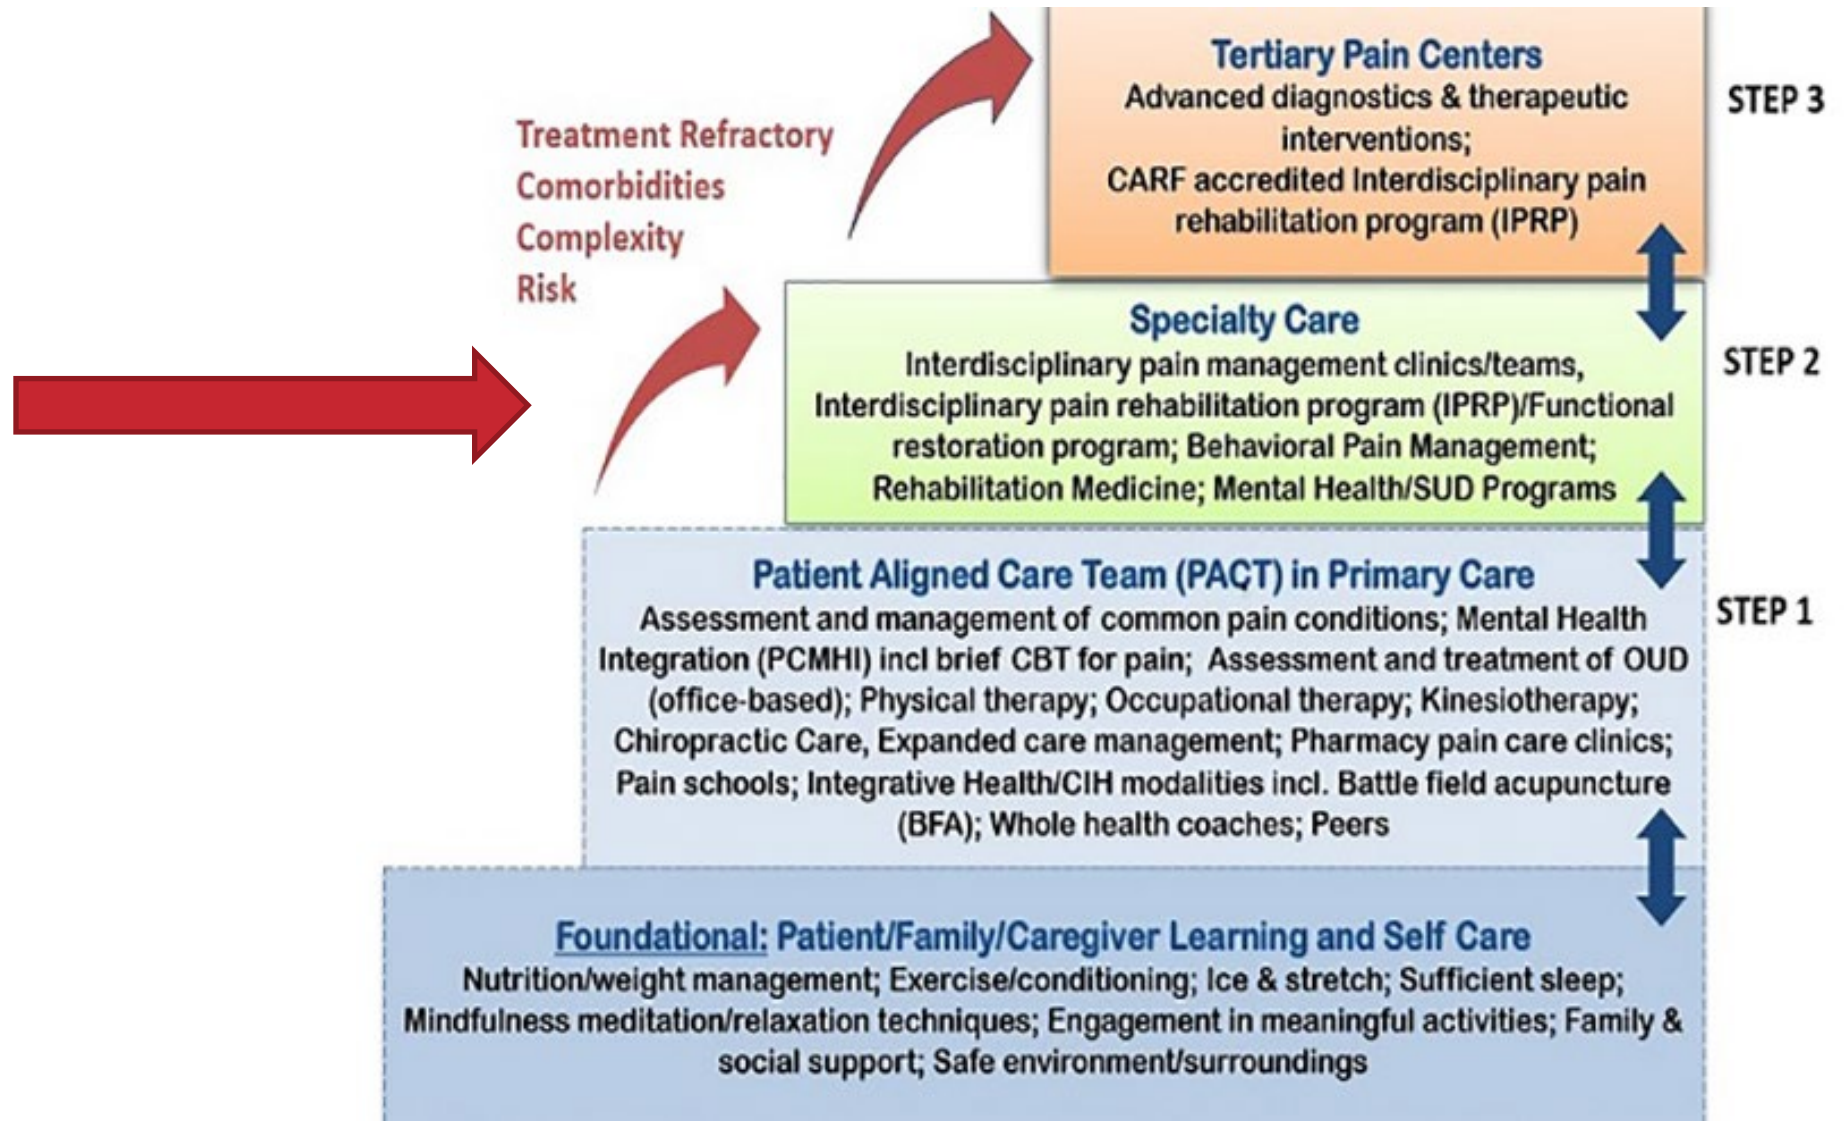 Tertiary Pain Centers
Advanced diagnostics & therapeutic
interventions;
CARF accredited Interdisciplinary pain
rehabilitation program (IPRP)
STEP 3
Treatment Refractory
Comorbidities
Complexity
Risk
Specialty Care
Interdisciplinary pain management clinics/teams,
Interdisciplinary pain rehabilitation program (IPRP)/Functional
restoration program; Behavioral Pain Management;
Rehabilitation Medicine; Mental Health/SUD Programs
STEP 2
Patient Aligned Care Team (PACT) in Primary Care
Assessment and management of common pain conditions; Mental Health
Integration (PCMHI) incl brief CBT for pain; Assessment and treatment of OUD
(office-based); Physical therapy; Occupational therapy; Kinesiotherapy;
Chiropractic Care, Expanded care management; Pharmacy pain care clinics;
Pain schools; Integrative Health/CIH modalities incl. Battle field acupuncture
(BFA); Whole health coaches; Peers
STEP 1
Foundational: Patient/Family/Caregiver Learning and Self Care
Nutrition/weight management; Exercise/conditioning; Ice & stretch; Sufficient sleep;
Mindfulness meditation/relaxation techniques; Engagement in meaningful activities; Family &
social support; Safe environment/surroundings